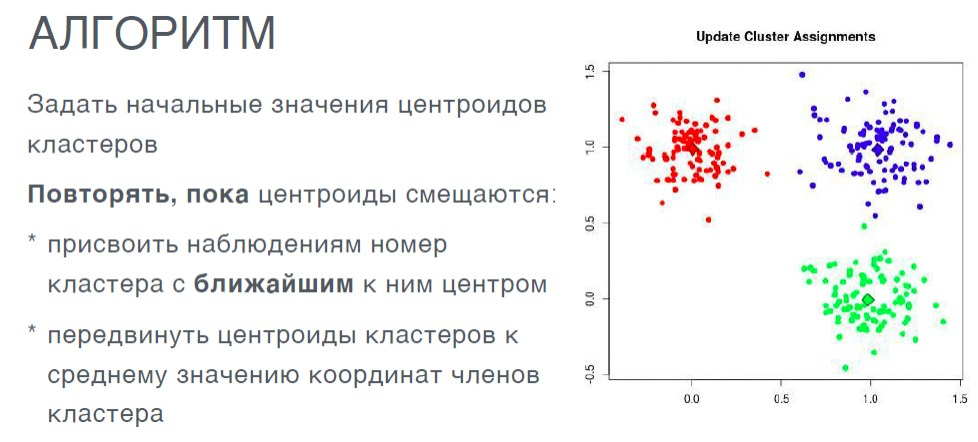 АЛГОРИТМ
Задать начальные значения центроидов
кластеров
Повторять, пока центроиды смещаются:
* присвоить наблюдениям номер
кластера с ближайшим к ним центром
* передвинуть центроиды кластеров к
среднему значению координат членов
кластера
Update Cluster Assignments
1.5
1.0
0.5
0.0
-0.5
0.0 0.5 1.0 1.5